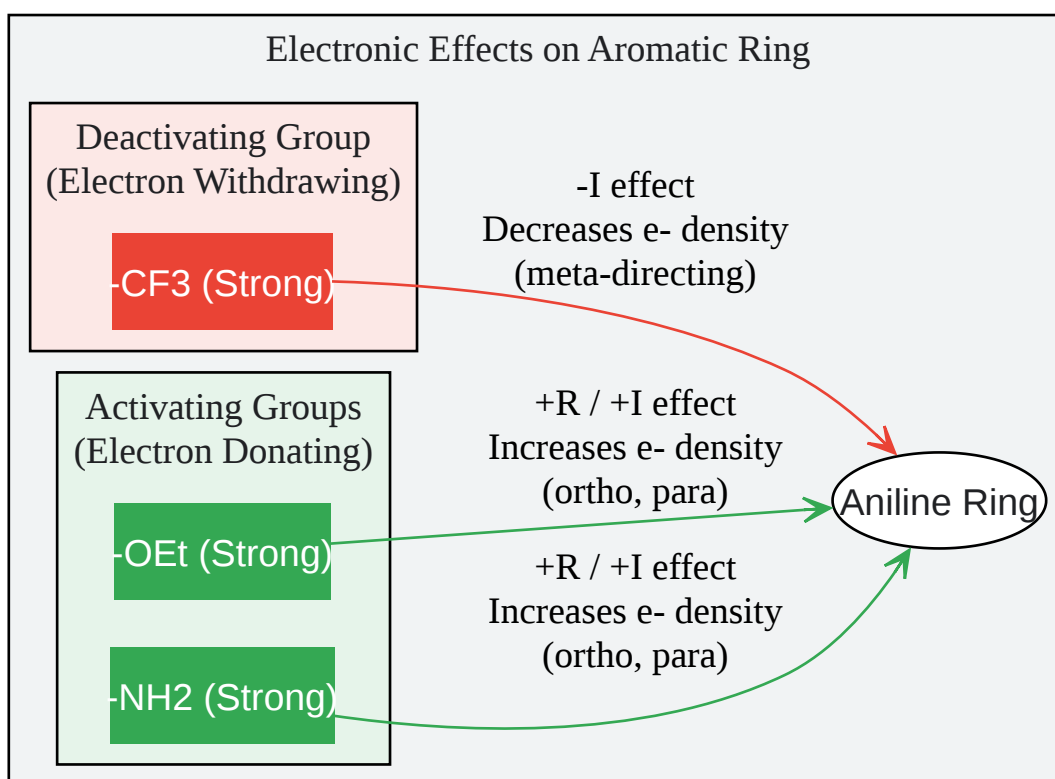 Electronic Effects on Aromatic Ring
Deactivating Group
(Electron Withdrawing)
-CF3 (Strong)
-I effect
Decreases e- density
(meta-directing)
Activating Groups
(Electron Donating)
-OEt (Strong)
-NH2 (Strong)
+R / +I effect
Increases e- density
(ortho, para)
+R / +I effect
Increases e- density
(ortho, para)
Aniline Ring